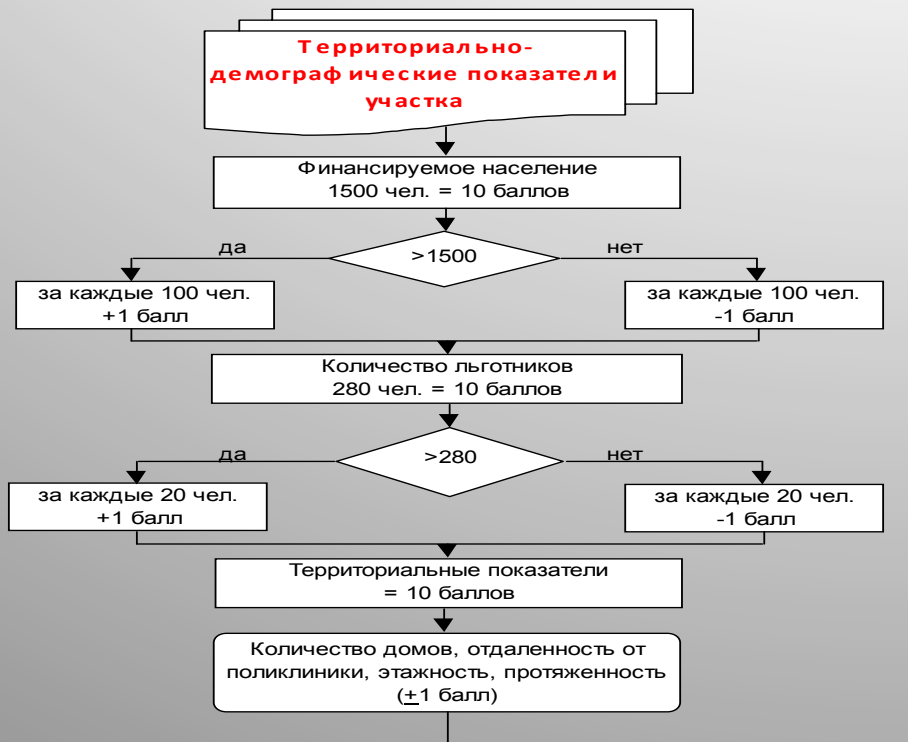 Территориально-
демографические показатели
участка
Финансируемое население
1500 чел. = 10 баллов
да
>1500
нет
за каждые 100 чел.
+1 балл
за каждые 100 чел.
-1 балл
Количество льготников
280 чел. = 10 баллов
да
>280
нет
за каждые 20 чел.
+1 балл
за каждые 20 чел.
-1 балл
Территориальные показатели
= 10 баллов
Количество домов, отдаленность от
поликлиники, этажность, протяженность
(±1 балл)